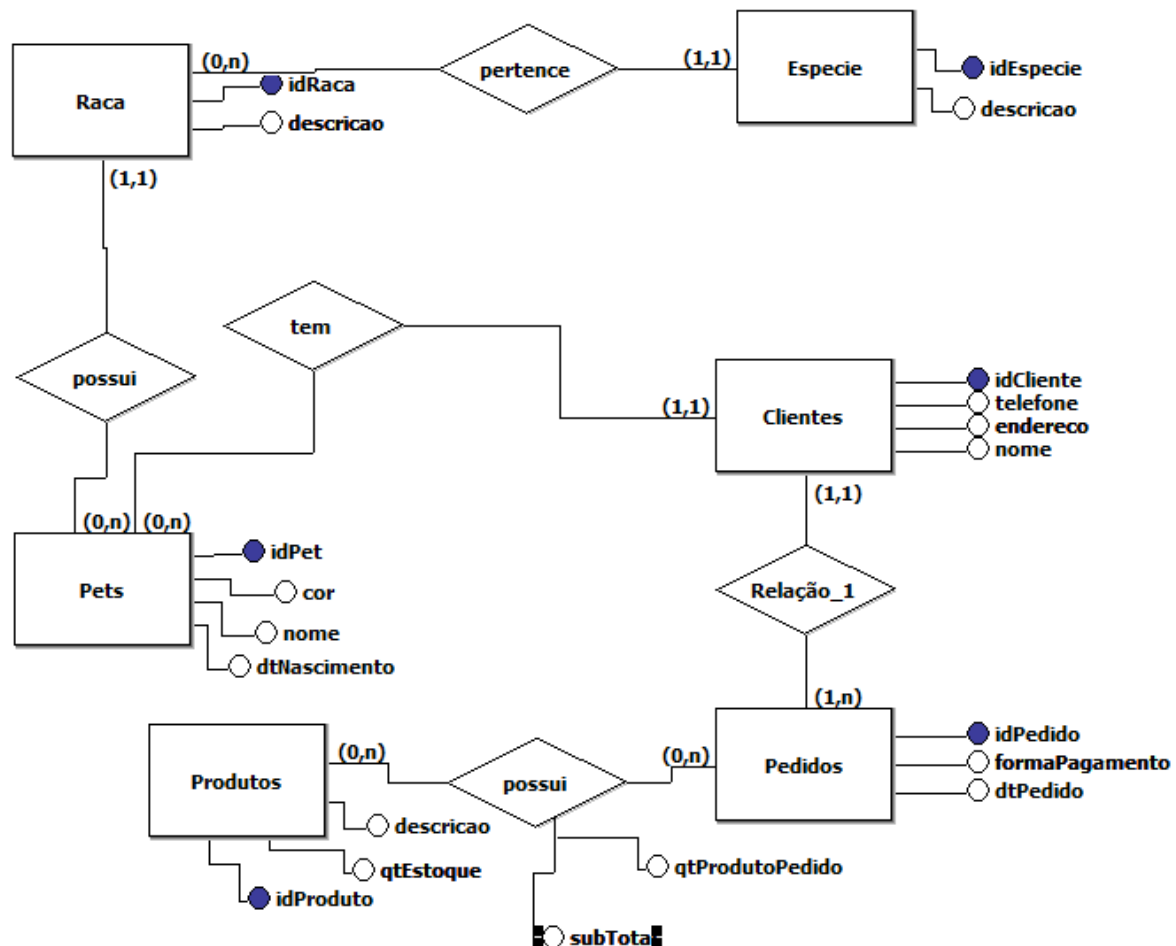 (0,n)
pertence
(1,1)
Especie
idEspecie
descricao
Raca
idRaca
descricao
(1,1)
tem
possui
(1,1)
Clientes
idCliente
telefone
endereco
nome
(1,1)
(0,n) (0,n)
Pets
idPet
cor
nome
dtNascimento
Relação_1
(1,n)
Produtos
(0,n)
possui
(0,n)
Pedidos
idPedido
formaPagamento
dtPedido
descricao
qtEstoque
idProduto
qtProdutoPedido
subTota